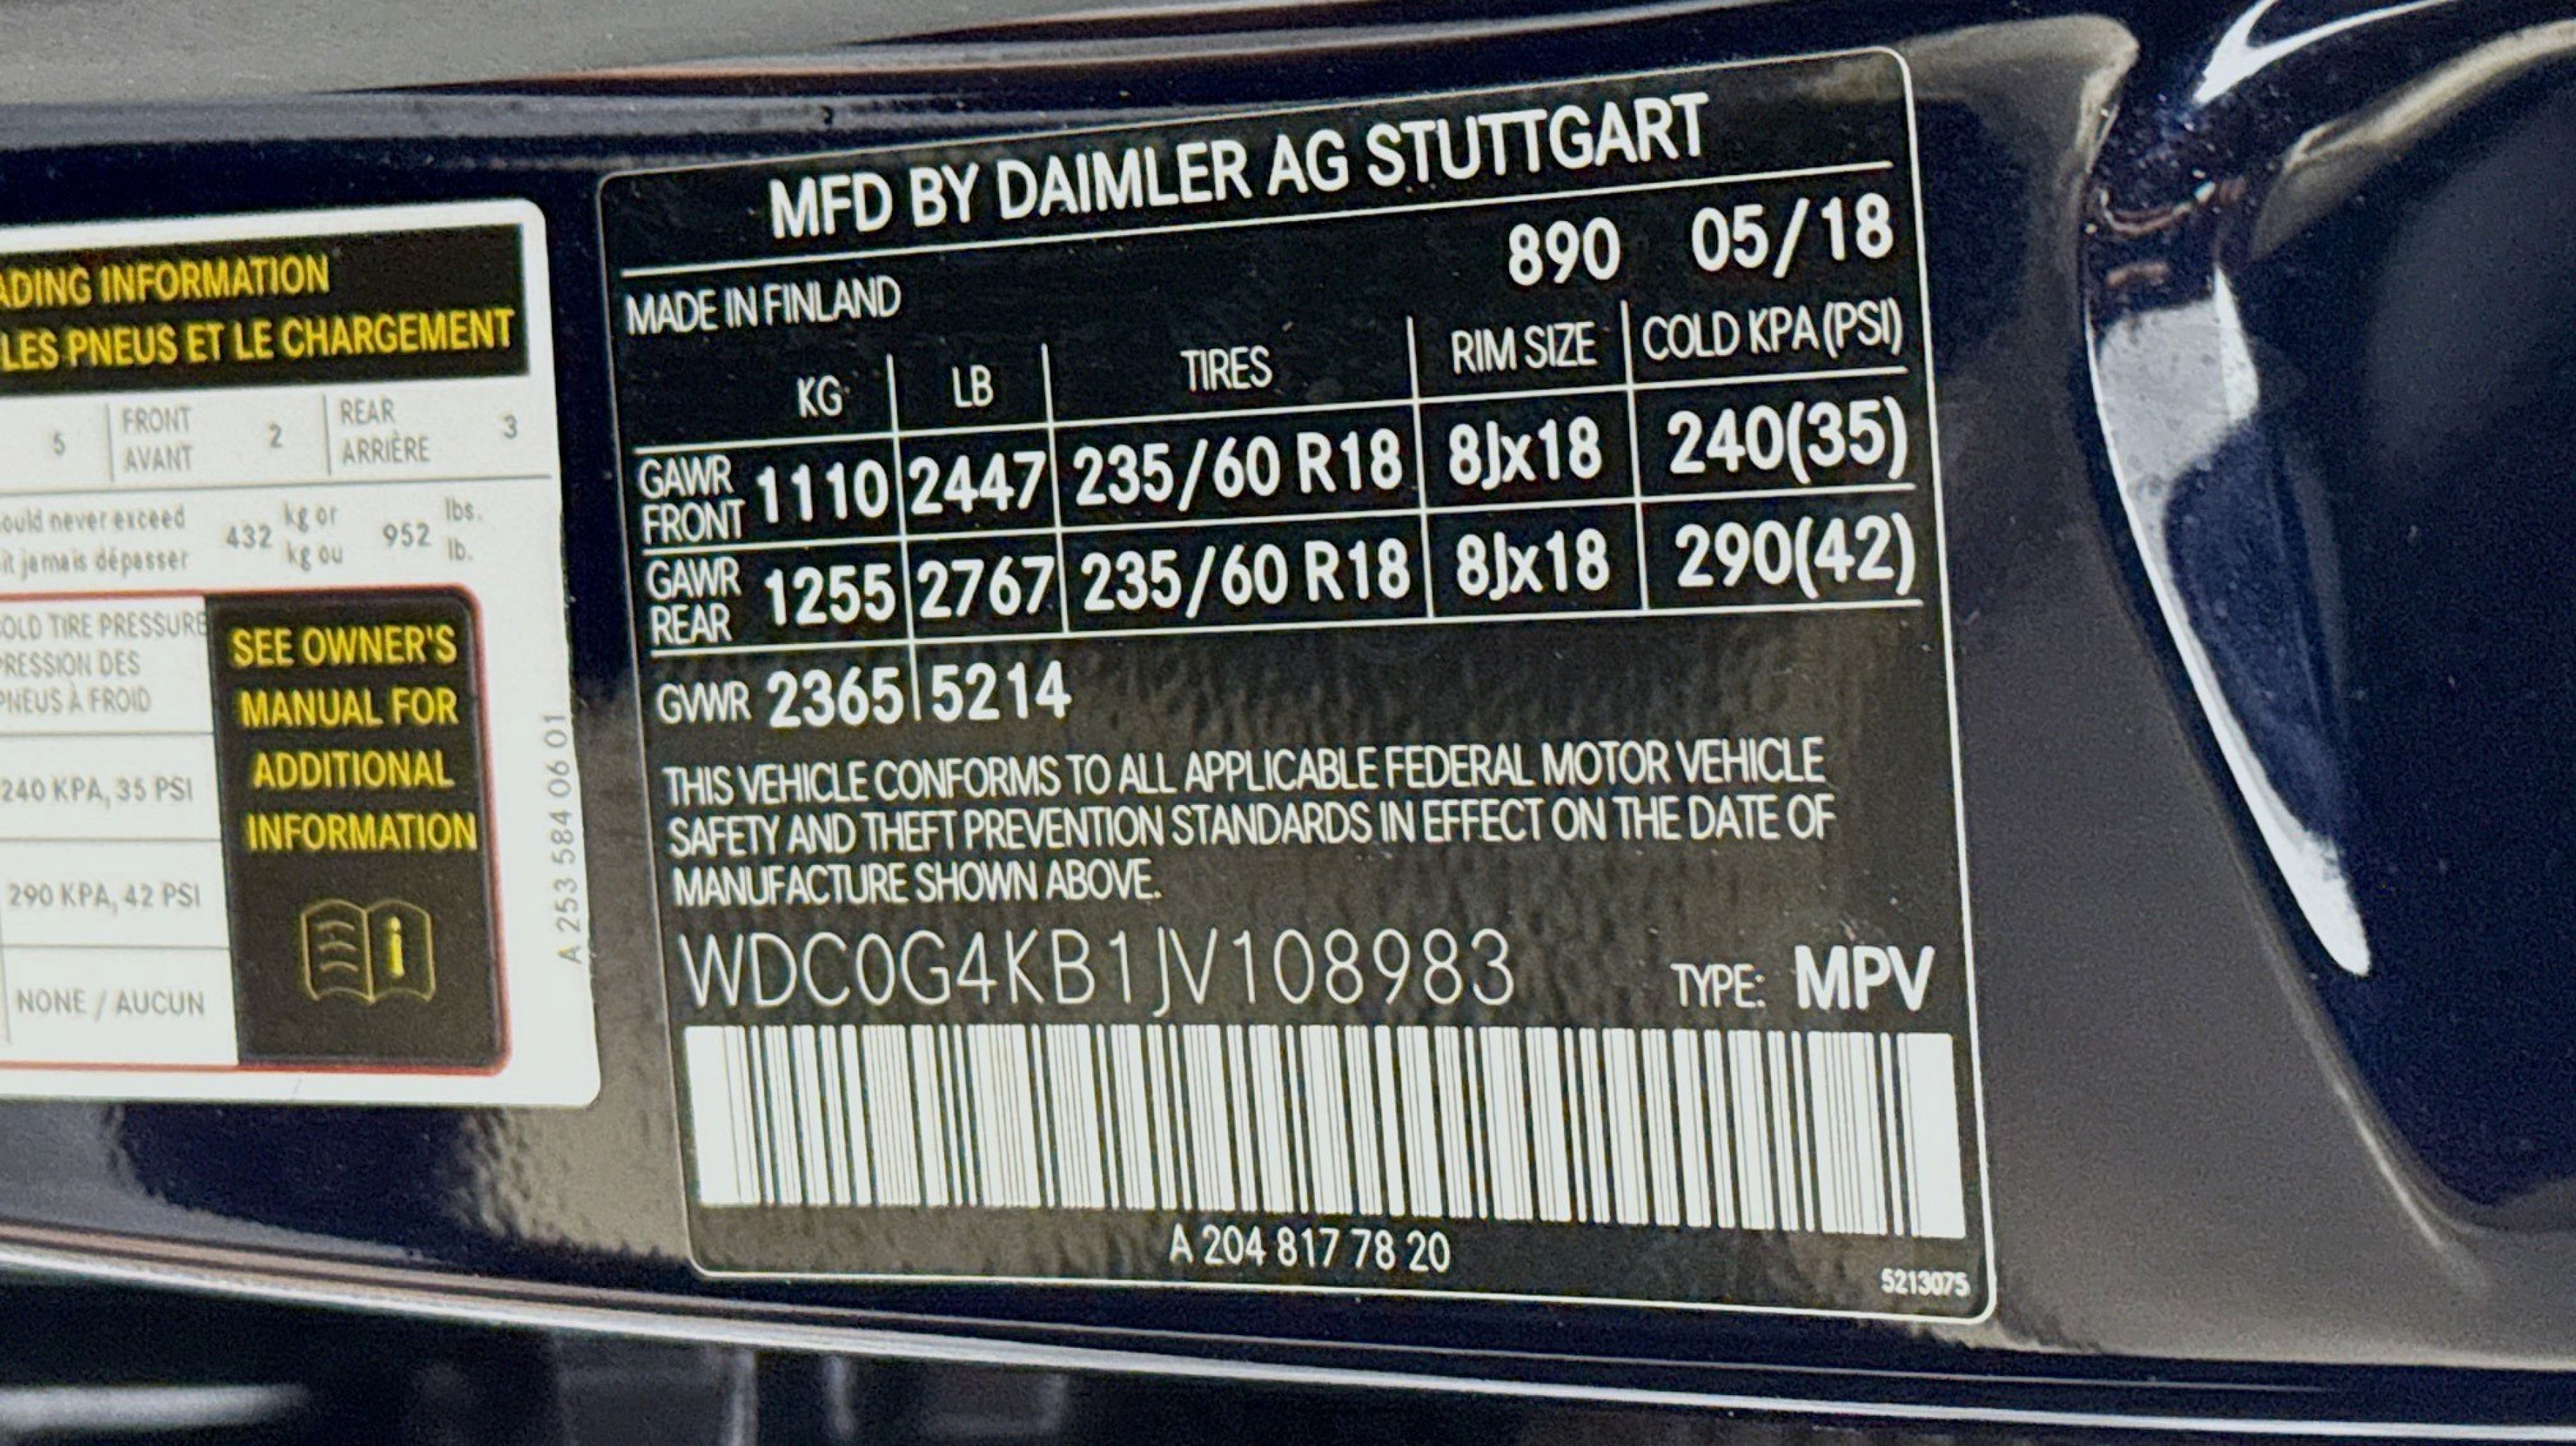 ADING INFORMATION
LES PNEUS ET LE CHARGEMENT
5 FRONT AVANT 2 REAR ARRIÈRE 3
ould never exceed 432 kg or 952 lbs.
it jamais dépasser kg ou lb.
OLD TIRE PRESSURE
RESSION DES
PNEUS À FROID
240 KPA, 35 PSI
290 KPA, 42 PSI
NONE / AUCUN
SEE OWNER'S
MANUAL FOR
ADDITIONAL
INFORMATION
i
A 253 584 06 01
MFD BY DAIMLER AG STUTTGART
890 05/18
MADE IN FINLAND
KG LB TIRES RIM SIZE COLD KPA (PSI)
GAWR FRONT 1110 2447 235/60 R18 8Jx18 240(35)
GAWR REAR 1255 2767 235/60 R18 8Jx18 290(42)
GVWR 2365 5214
THIS VEHICLE CONFORMS TO ALL APPLICABLE FEDERAL MOTOR VEHICLE
SAFETY AND THEFT PREVENTION STANDARDS IN EFFECT ON THE DATE OF
MANUFACTURE SHOWN ABOVE.
WDC0G4KB1JV108983 TYPE: MPV
A 204 817 78 20
5213075